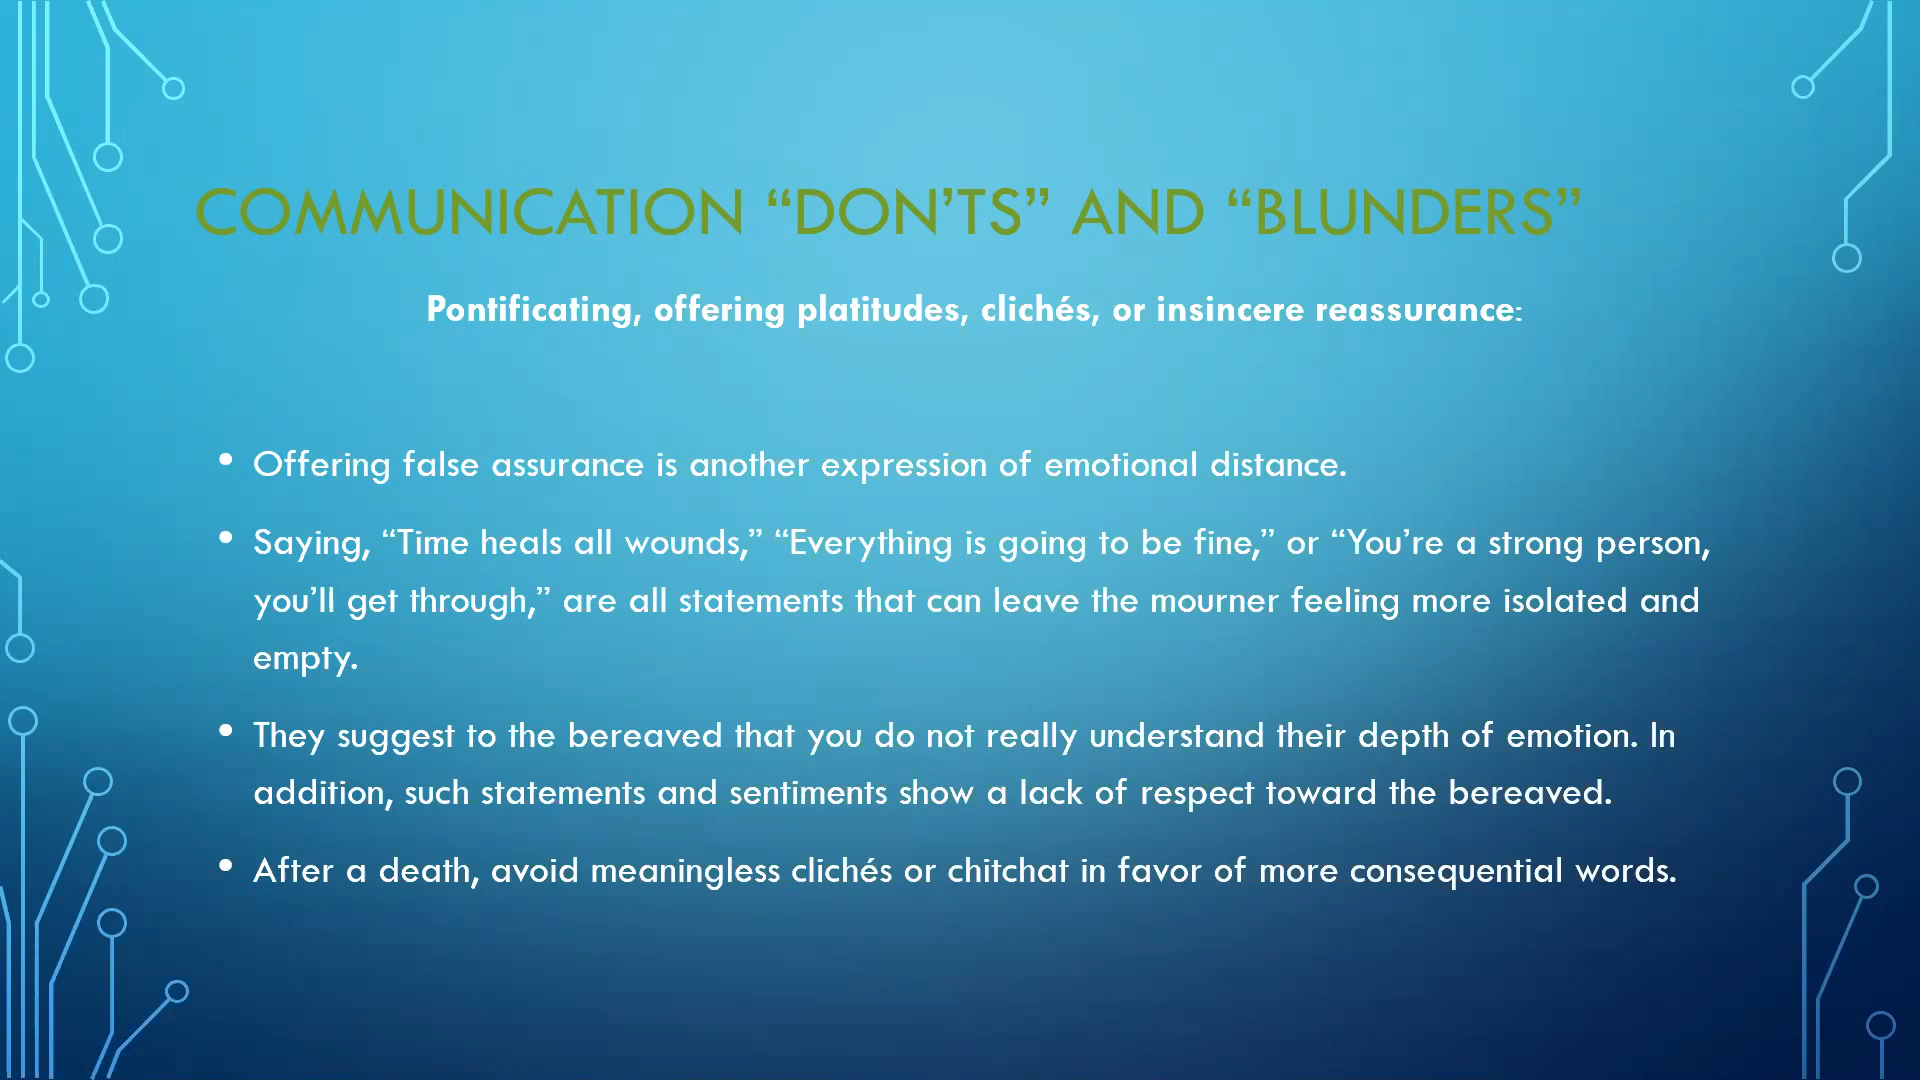 COMMUNICATION “DON’TS” AND “BLUNDERS”
Pontificating, offering platitudes, clichés, or insincere reassurance:
• Offering false assurance is another expression of emotional distance.
• Saying, “Time heals all wounds,” “Everything is going to be fine,” or “You’re a strong person,
you’ll get through,” are all statements that can leave the mourner feeling more isolated and
empty.
• They suggest to the bereaved that you do not really understand their depth of emotion. In
addition, such statements and sentiments show a lack of respect toward the bereaved.
• After a death, avoid meaningless clichés or chitchat in favor of more consequential words.